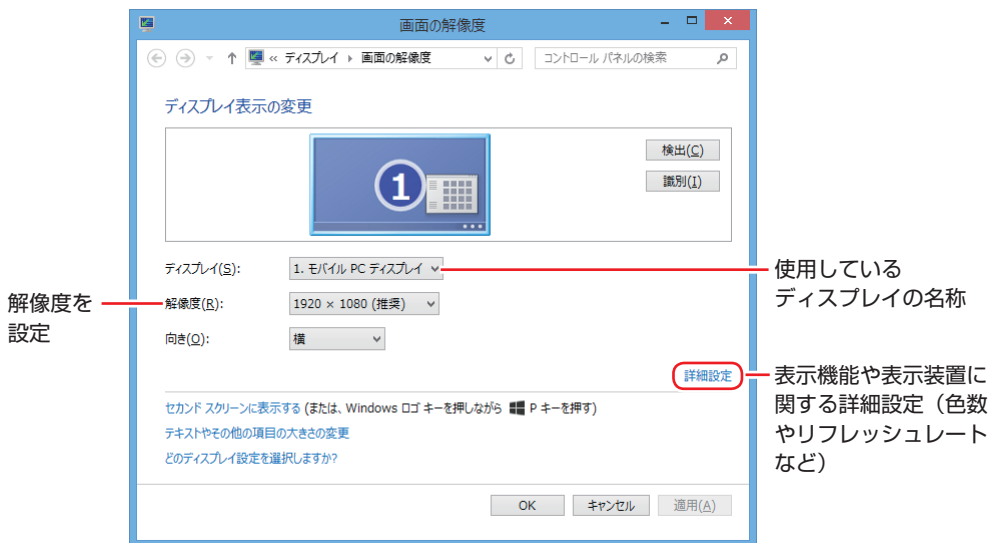 画面の解像度
« ディスプレイ 画面の解像度
コントロール パネルの検索
ディスプレイ表示の変更
1
検出(C)
識別(I)
ディスプレイ(S):
1. モバイル PC ディスプレイ
使用している
ディスプレイの名称
解像度を
設定
解像度(R):
1920 × 1080 (推奨)
向き(O):
横
詳細設定
表示機能や表示装置に
関する詳細設定（色数
やリフレッシュレート
など）
セカンド スクリーンに表示する (または、Windows ロゴ キーを押しながら P キーを押す)
テキストやその他の項目の大きさの変更
どのディスプレイ設定を選択しますか?
OK
キャンセル
適用(A)